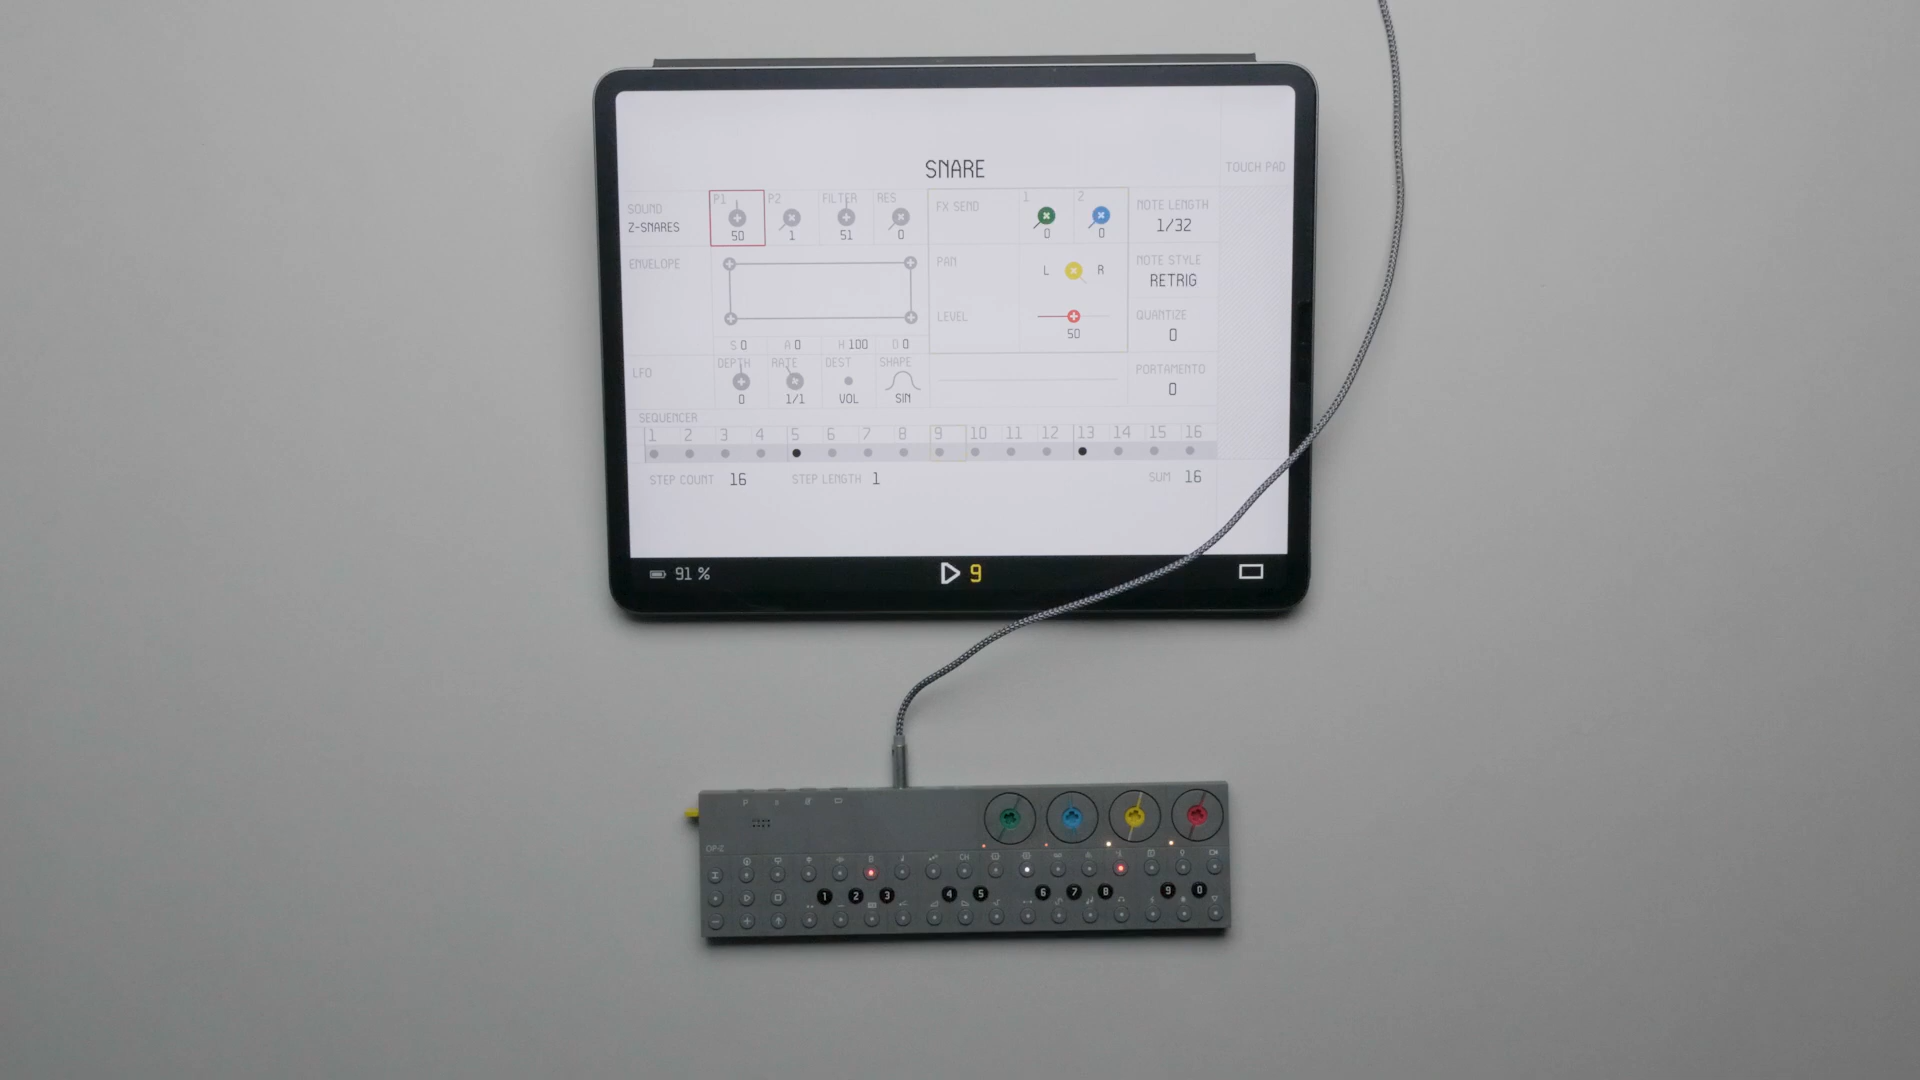 SNARE
TOUCH PAD
SOUND
Z-SNARES
P1
50
P2
1
FILTER
51
RES
0
FX SEND
1
0
2
0
NOTE LENGTH
1/32
ENVELOPE
PAN
L
R
NOTE STYLE
RETRIG
LEVEL
50
QUANTIZE
0
S 0
A 0
H 100
D 0
LFO
DEPTH
0
RATE
1/1
DEST
VOL
SHAPE
SIN
PORTAMENTO
0
SEQUENCER
1 2 3 4 5 6 7 8 9 10 11 12 13 14 15 16
STEP COUNT 16
STEP LENGTH 1
SUM 16
91 %
9
P
OP-Z
CH
1 2 3 4 5 6 7 8 9 0